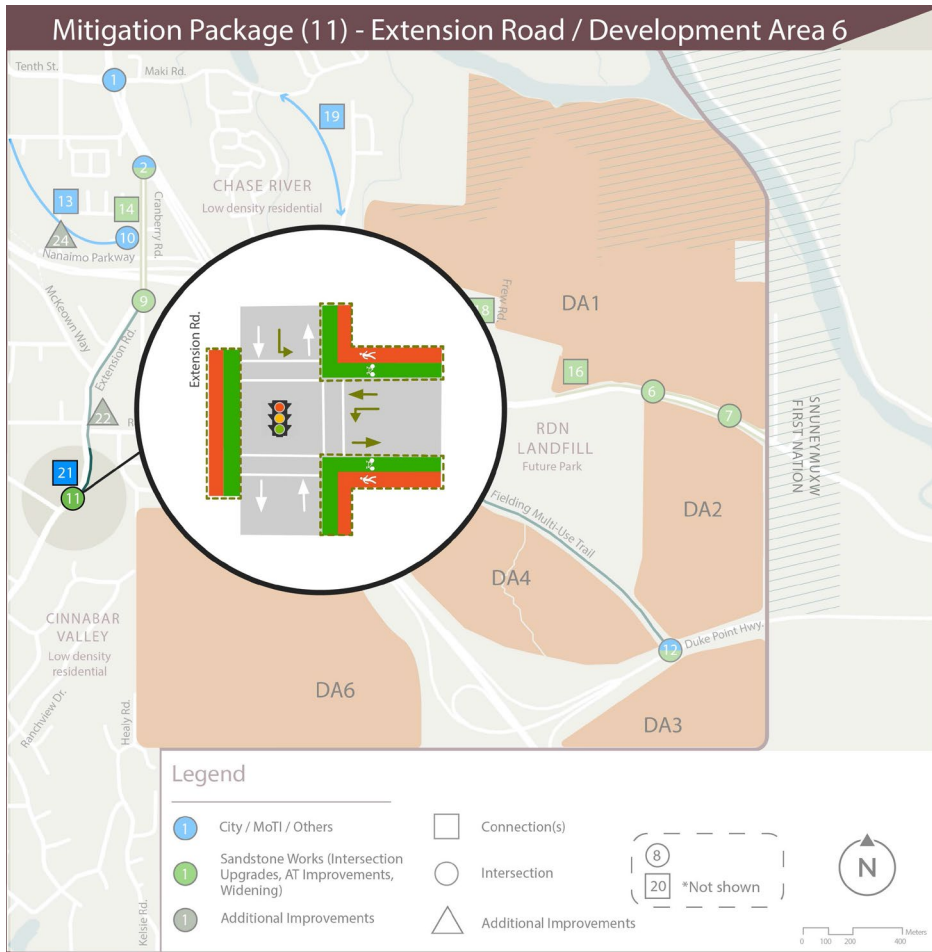 Mitigation Package (11) - Extension Road / Development Area 6
Tenth St.
Maki Rd.
1
19
2
CHASE RIVER
Low density residential
13
14
Cranberry Rd.
24
10
Nanaimo Parkway
McKeown Way
9
Extension Rd.
22
R
21
11
Extension Rd.
18
Frew Rd.
DA1
16
6
7
RDN
LANDFILL
Future Park
SNUNEYMUXW
FIRST NATION
DA2
Fielding Multi-Use Trail
DA4
12
Duke Point Hwy.
CINNABAR
VALLEY
Low density
residential
DA6
DA3
Ranchview Dr.
Healy Rd.
Kelsie Rd.
Legend
1 City / MoTI / Others
1 Sandstone Works (Intersection
Upgrades, AT Improvements,
Widening)
1 Additional Improvements
Connection(s)
Intersection
Additional Improvements
8
20 *Not shown
N
Meters
0 100 200 400